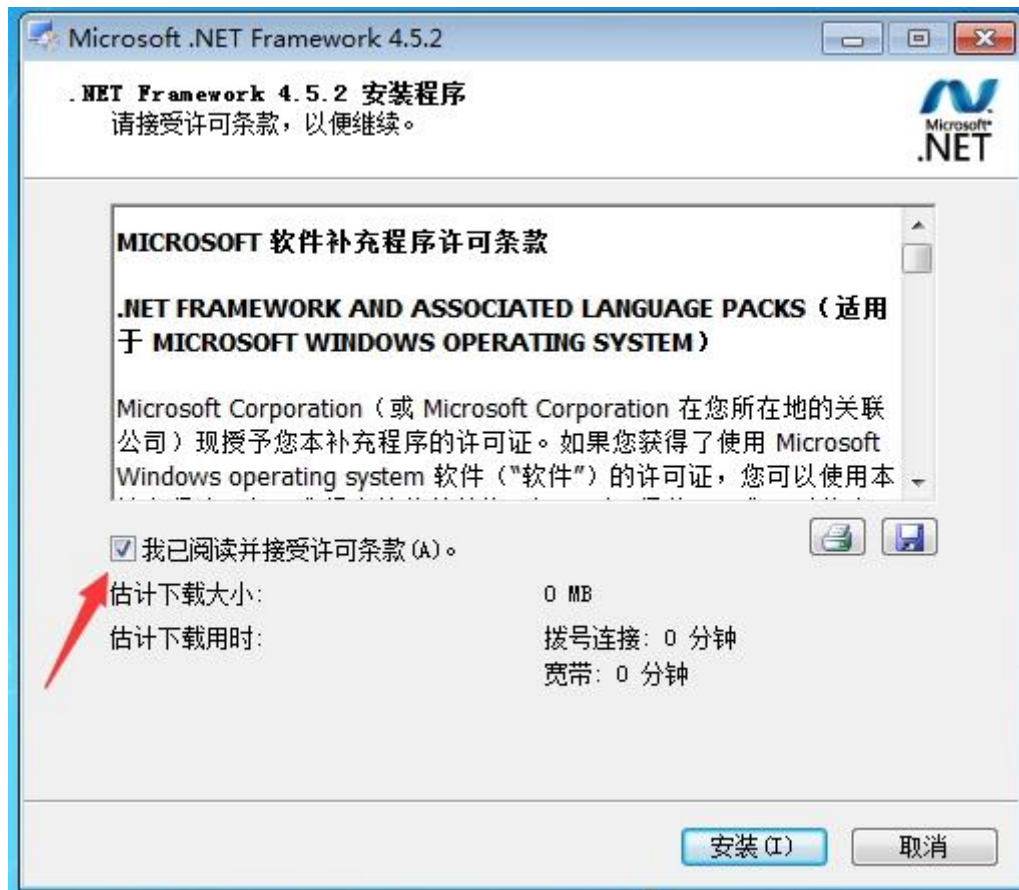 Microsoft .NET Framework 4.5.2
.NET Framework 4.5.2 安装程序
请接受许可条款，以便继续。
Microsoft
.NET
MICROSOFT 软件补充程序许可条款
.NET FRAMEWORK AND ASSOCIATED LANGUAGE PACKS（适用
于 MICROSOFT WINDOWS OPERATING SYSTEM）
Microsoft Corporation（或 Microsoft Corporation 在您所在地的关联
公司）现授予您本补充程序的许可证。如果您获得了使用 Microsoft
Windows operating system 软件（“软件”）的许可证，您可以使用本
我已阅读并接受许可条款(A)。
估计下载大小: 0 MB
估计下载用时: 拨号连接: 0 分钟
宽带: 0 分钟
安装(I) 取消